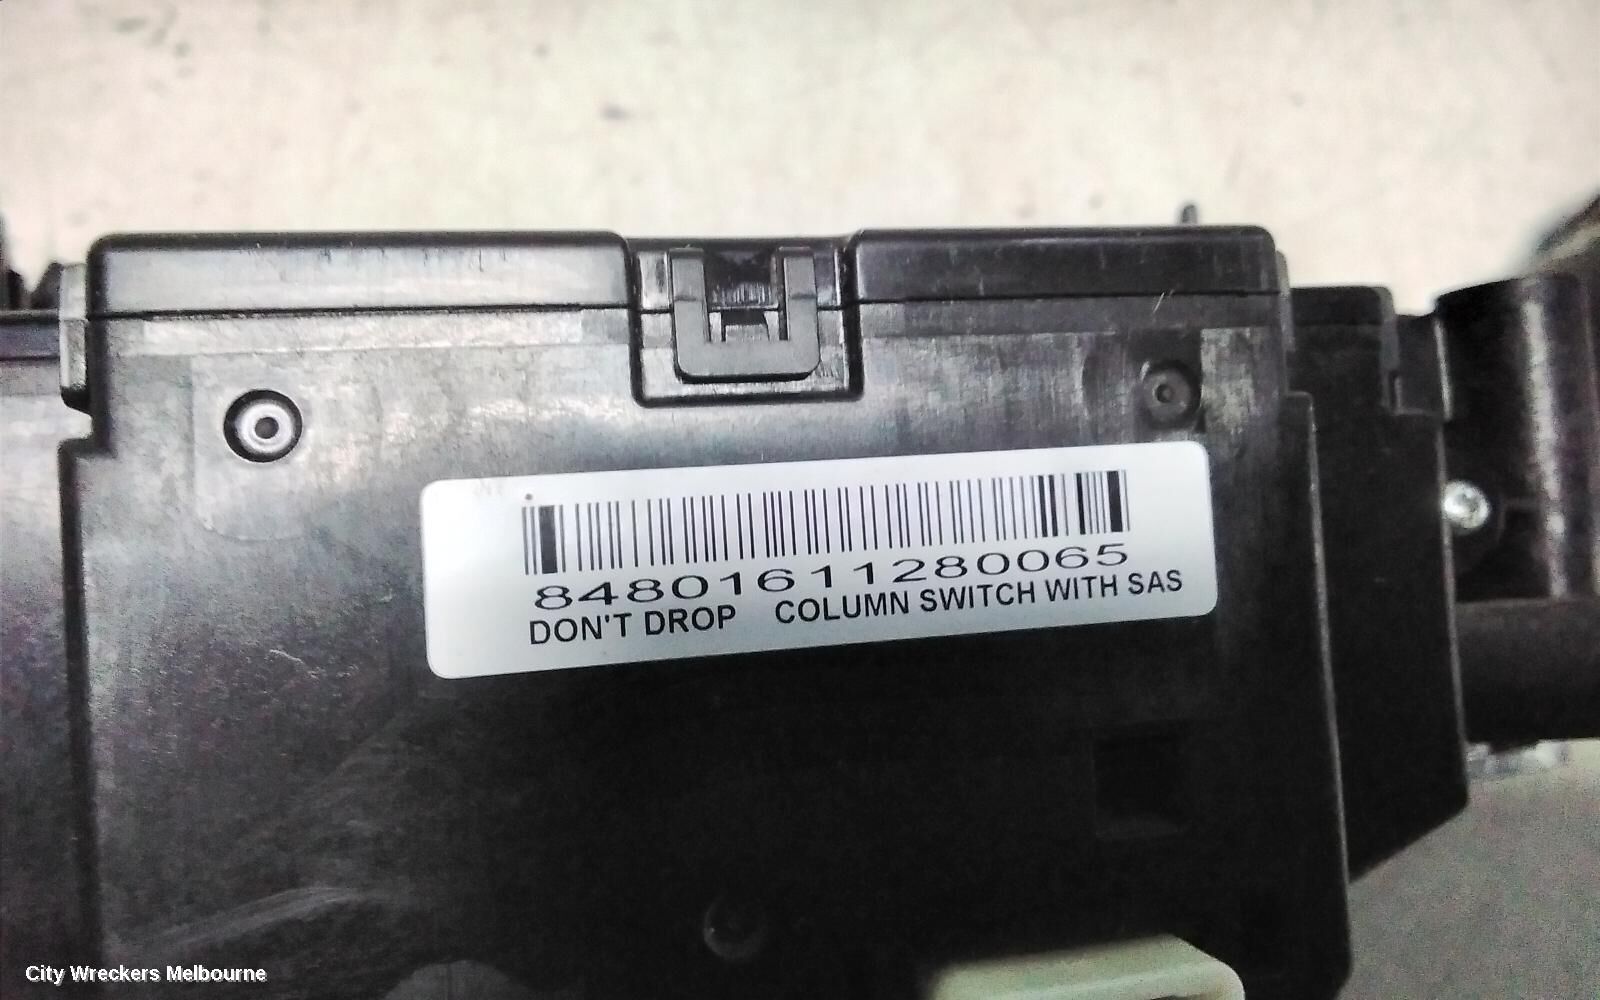 84801611280065
DON'T DROP COLUMN SWITCH WITH SAS
City Wreckers Melbourne